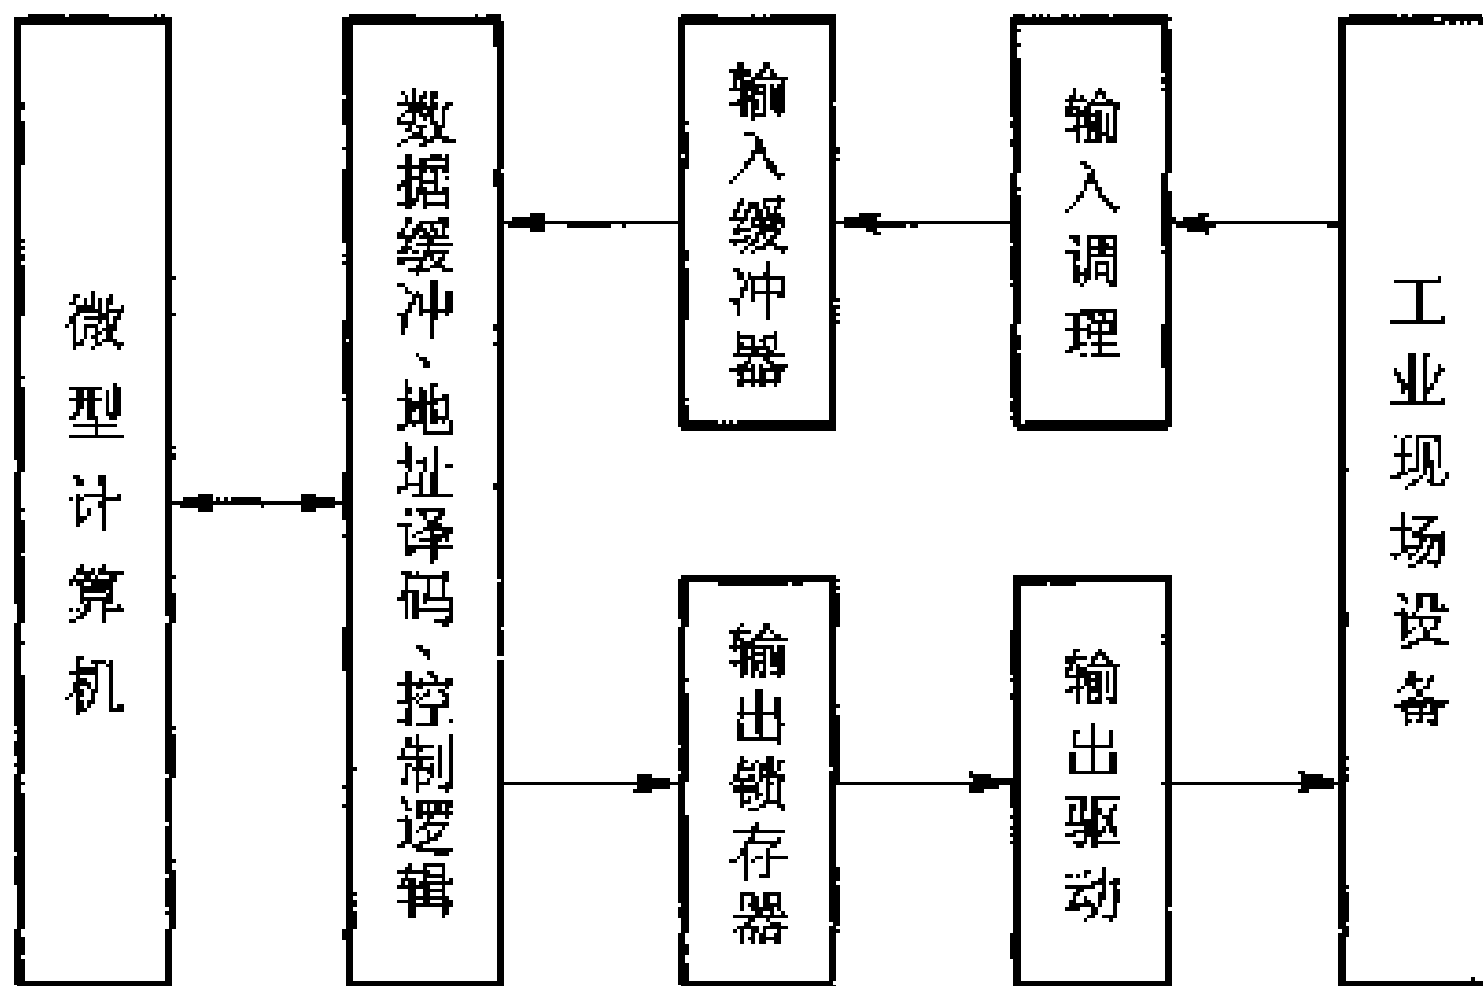 微型计算机
数据缓冲、地址译码、控制逻辑
输入缓冲器
输入调理
输出锁存器
输出驱动
工业现场设备